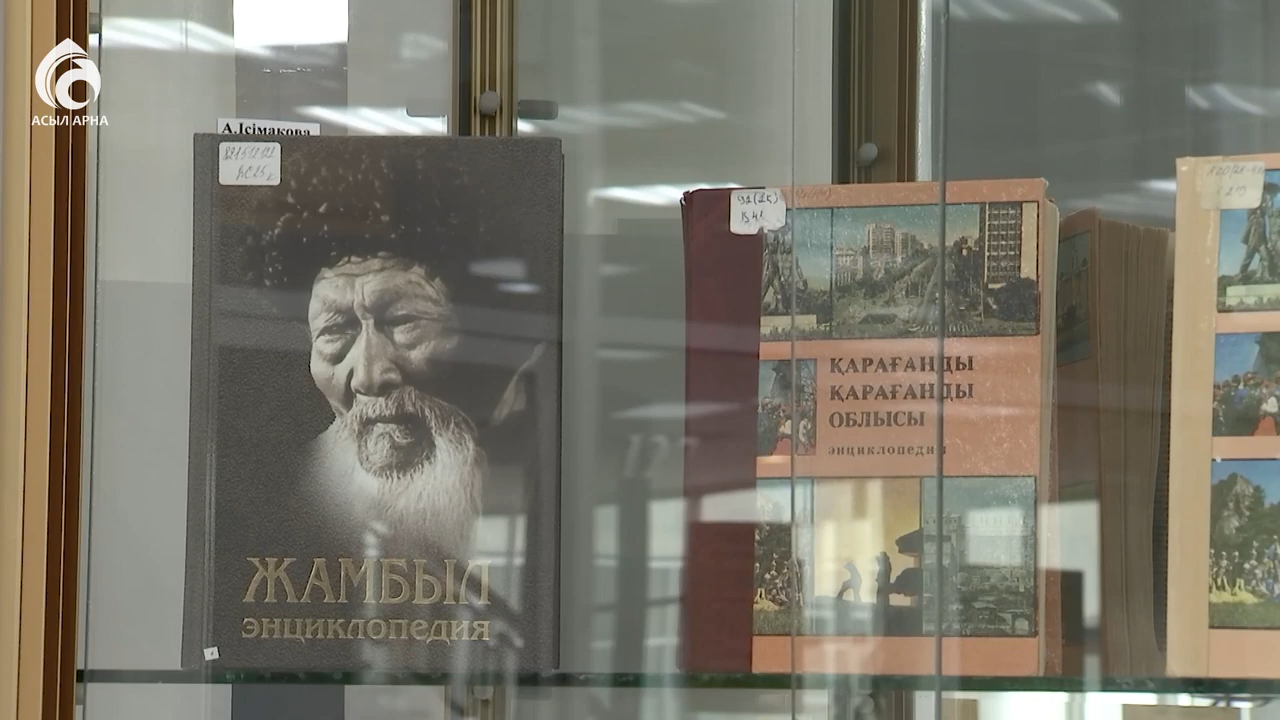 АСЫЛ АРНА
А.Ісімакова
ЖАМБЫЛ
энциклопедия
ҚАРАҒАНДЫ
ҚАРАҒАНДЫ
ОБЛЫСЫ
энциклопедия